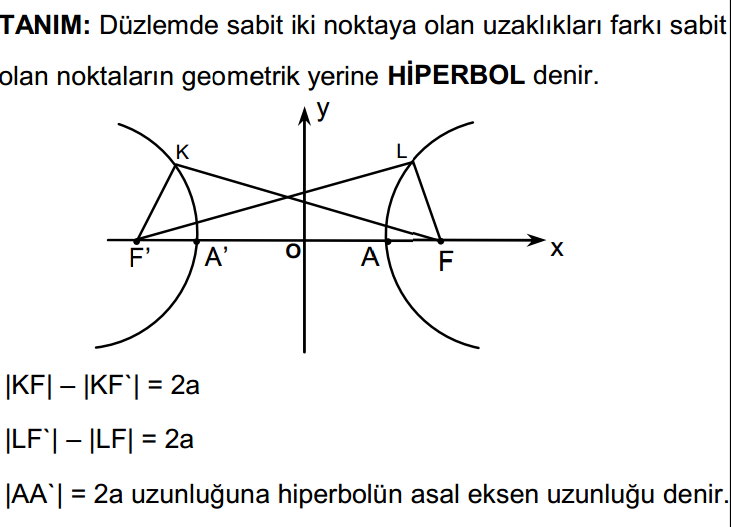 TANIM: Düzlemde sabit iki noktaya olan uzaklıkları farkı sabit
olan noktaların geometrik yerine HİPERBOL denir.
y
K
L
F’
A’
O
A
F
x
|KF| – |KF`| = 2a
|LF`| – |LF| = 2a
|AA`| = 2a uzunluğuna hiperbolün asal eksen uzunluğu denir.